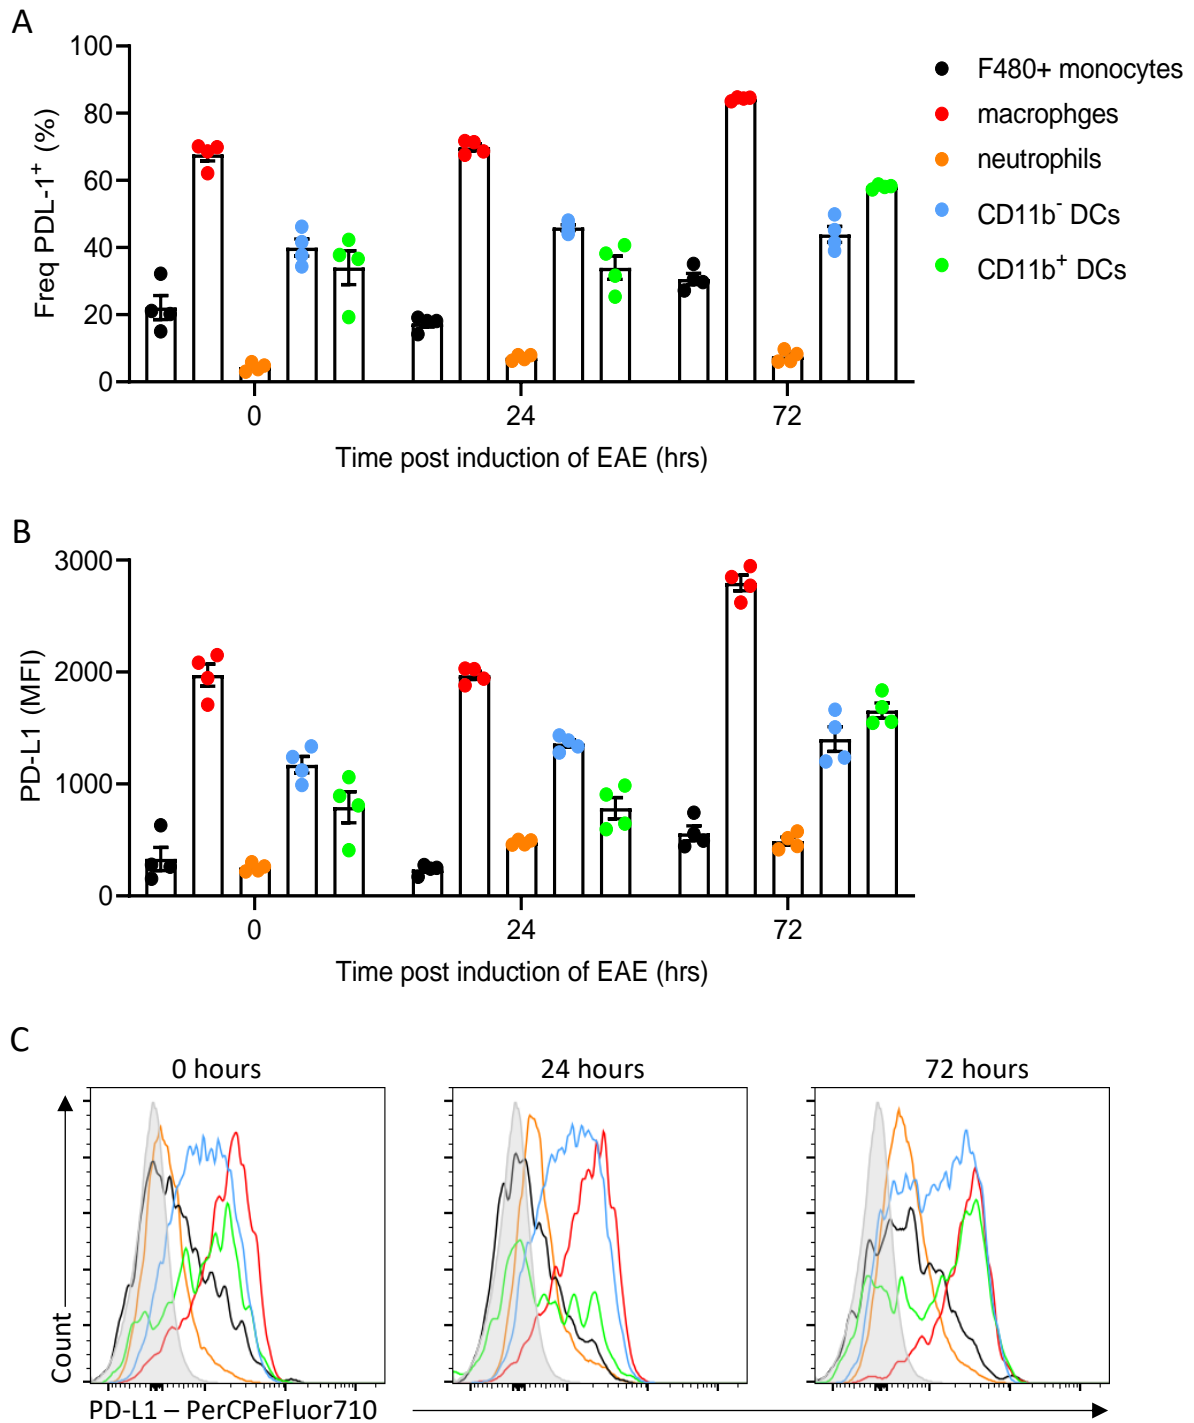 A
100
80
60
40
20
0
Freq PDL-1⁺ (%)
0
24
72
Time post induction of EAE (hrs)
F480+ monocytes
macrophges
neutrophils
CD11b⁻ DCs
CD11b⁺ DCs
B
3000
2000
1000
0
PD-L1 (MFI)
0
24
72
Time post induction of EAE (hrs)
C
0 hours
24 hours
72 hours
Count
PD-L1 – PerCPeFluor710